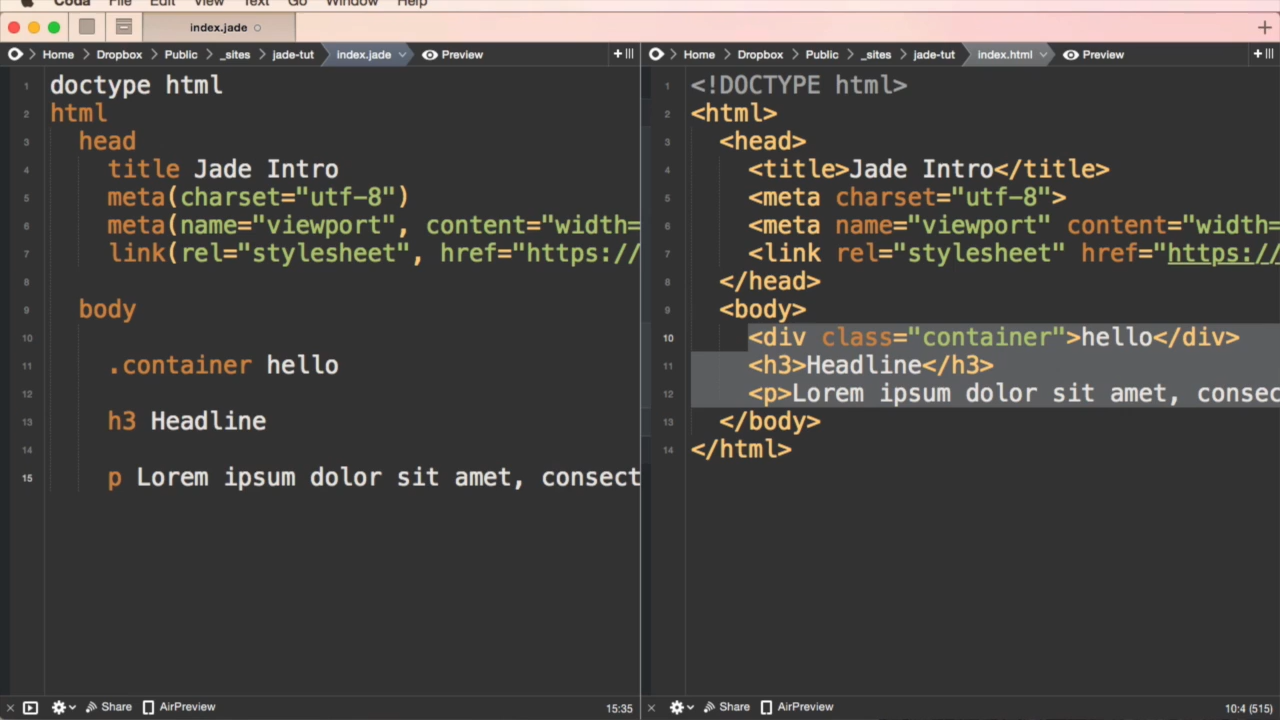 Coda File Edit View Text Go Window Help
index.jade
Home Dropbox Public _sites jade-tut index.jade Preview
1 doctype html
2 html
3 head
4 title Jade Intro
5 meta(charset="utf-8")
6 meta(name="viewport", content="width=
7 link(rel="stylesheet", href="https://
8
9 body
10
11 .container hello
12
13 h3 Headline
14
15 p Lorem ipsum dolor sit amet, consect
Share AirPreview 15:35
Home Dropbox Public _sites jade-tut index.html Preview
1 <!DOCTYPE html>
2 <html>
3 <head>
4 <title>Jade Intro</title>
5 <meta charset="utf-8">
6 <meta name="viewport" content="width=
7 <link rel="stylesheet" href="https://
8 </head>
9 <body>
10 <div class="container">hello</div>
11 <h3>Headline</h3>
12 <p>Lorem ipsum dolor sit amet, consec
13 </body>
14 </html>
Share AirPreview 10:4 (515)